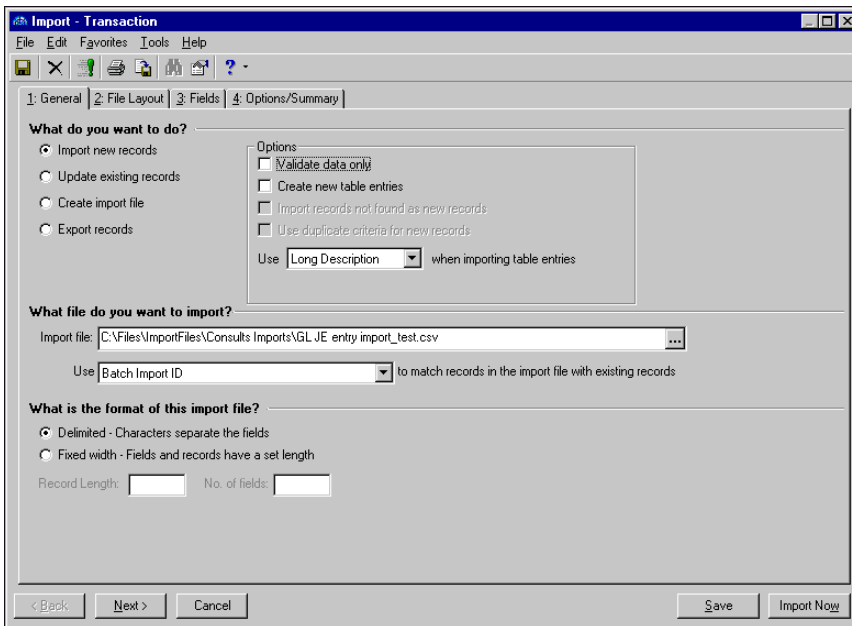 Import - Transaction
File Edit Favorites Tools Help
1: General 2: File Layout 3: Fields 4: Options/Summary
What do you want to do?
Import new records
Update existing records
Create import file
Export records
Options
Validate data only
Create new table entries
Import records not found as new records
Use duplicate criteria for new records
Use Long Description when importing table entries
What file do you want to import?
Import file: C:\Files\ImportFiles\Consults Imports\GL JE entry import_test.csv ...
Use Batch Import ID to match records in the import file with existing records
What is the format of this import file?
Delimited - Characters separate the fields
Fixed width - Fields and records have a set length
Record Length: No. of fields:
< Back Next > Cancel Save Import Now